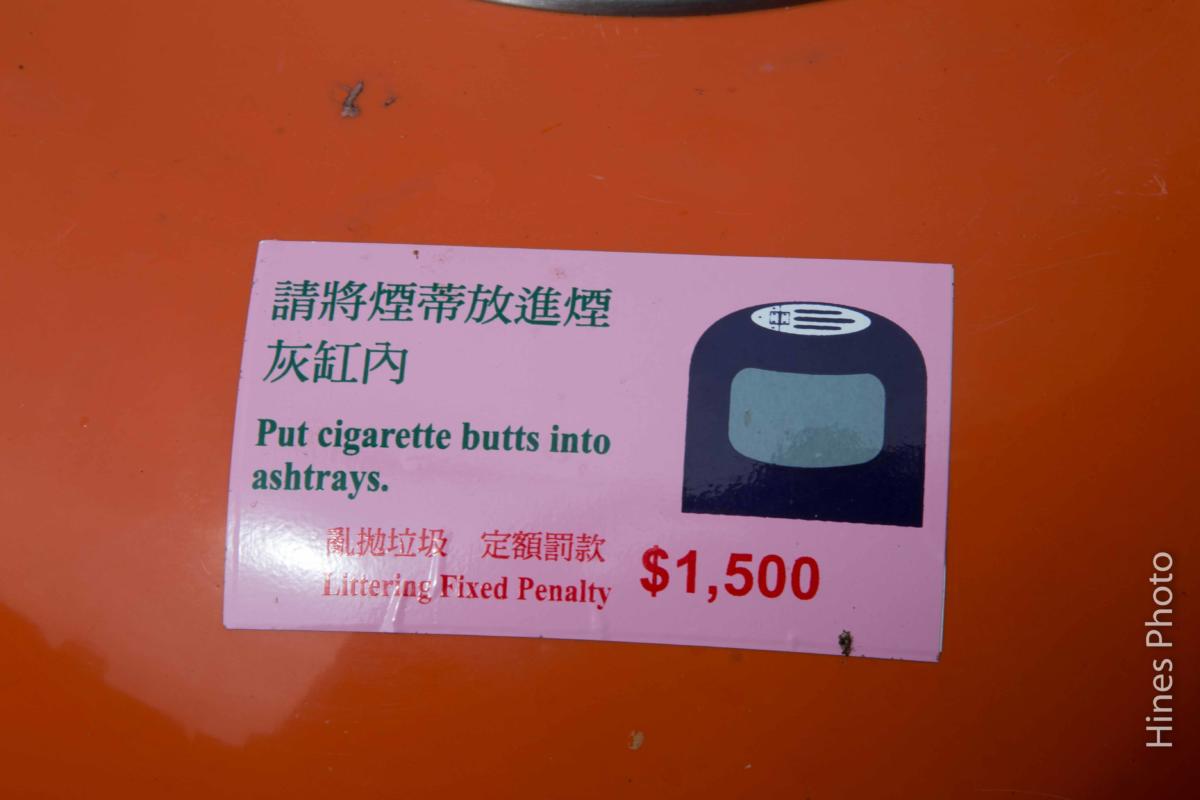 請將煙蒂放進煙
灰缸內
Put cigarette butts into
ashtrays.
亂拋垃圾 定額罰款
Littering Fixed Penalty $1,500
Hines Photo